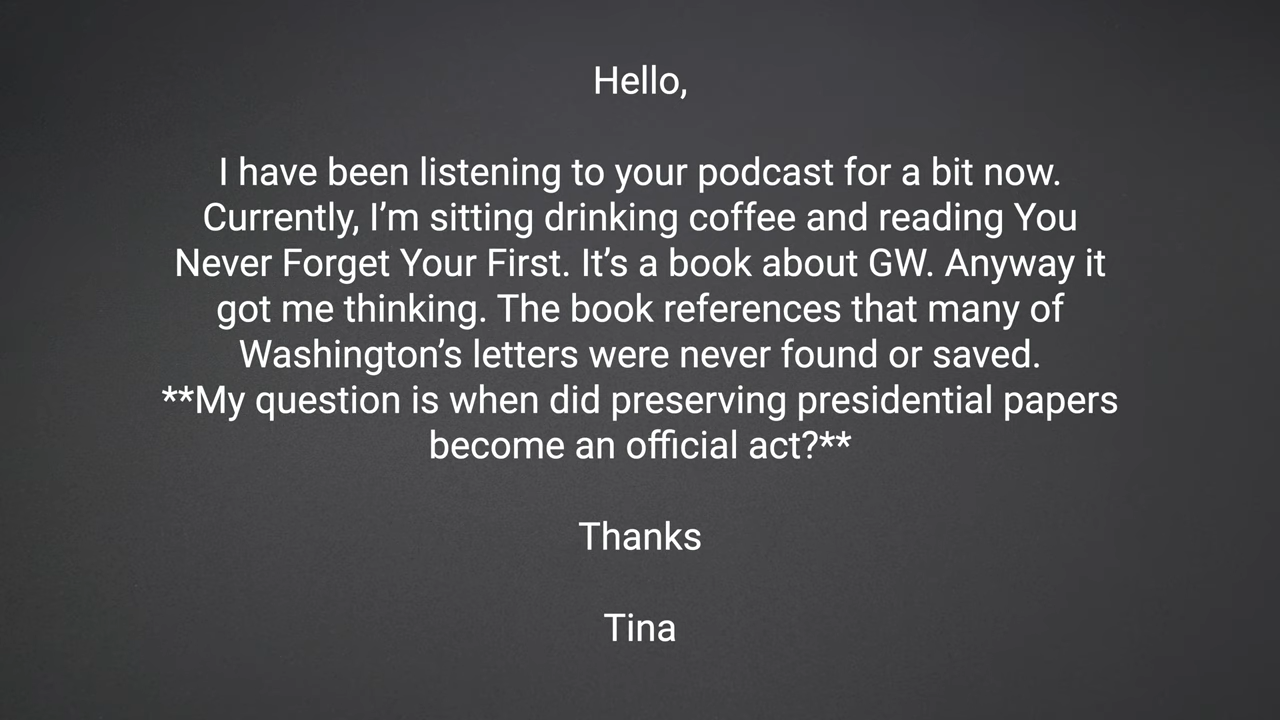 Hello,
I have been listening to your podcast for a bit now.
Currently, I’m sitting drinking coffee and reading You
Never Forget Your First. It’s a book about GW. Anyway it
got me thinking. The book references that many of
Washington’s letters were never found or saved.
**My question is when did preserving presidential papers
become an official act?**
Thanks
Tina